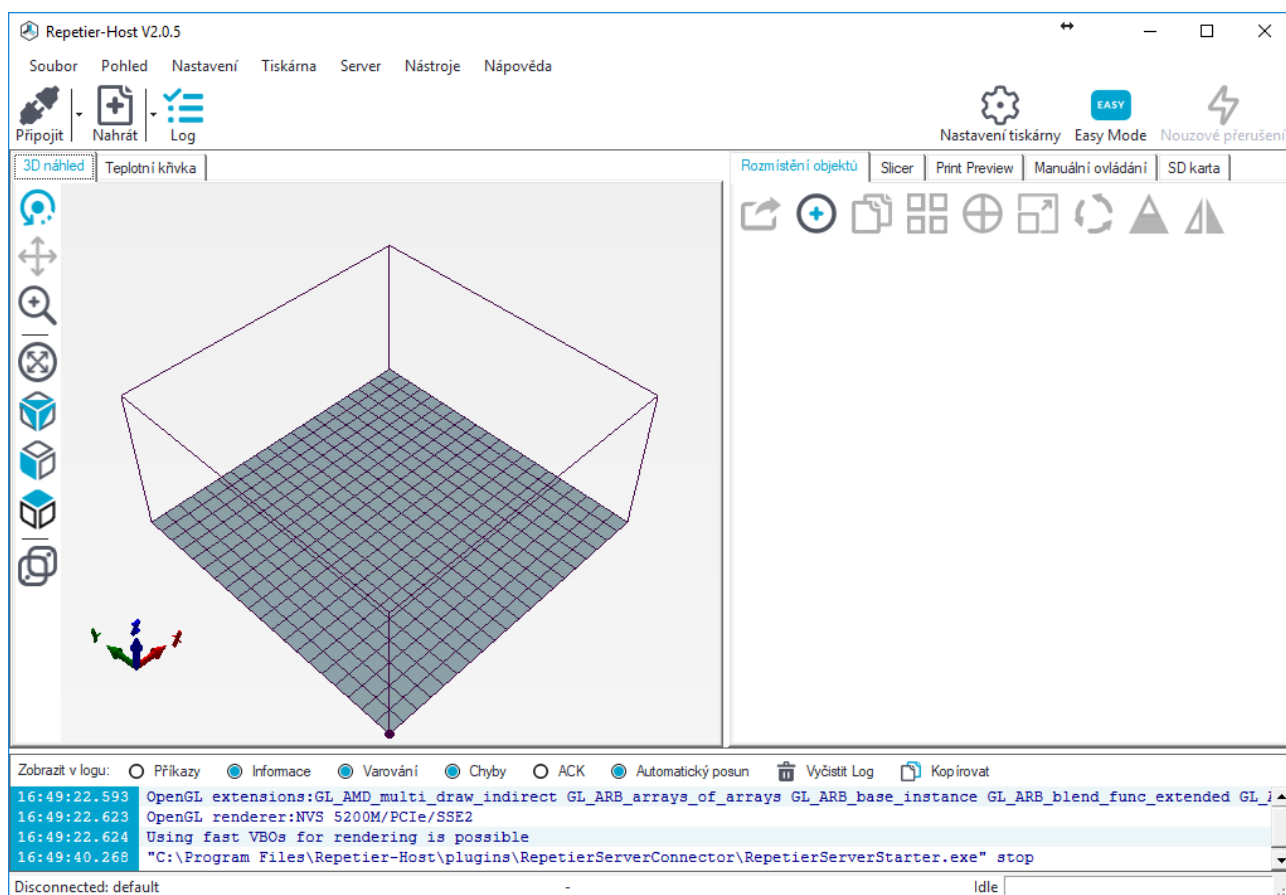 Repetier-Host V2.0.5
Soubor Pohled Nastavení Tiskárna Server Nástroje Nápověda
EASY
Připojit Nahrát Log Nastavení tiskárny Easy Mode Nouzové přerušení
3D náhled Teplotní křivka Rozmístění objektů Slicer Print Preview Manuální ovládání SD karta
Y Z X
Zobrazit v logu: Příkazy Informace Varování Chyby ACK Automatický posun Vyčistit Log Kopírovat
16:49:22.593 OpenGL extensions:GL_AMD_multi_draw_indirect GL_ARB_arrays_of_arrays GL_ARB_base_instance GL_ARB_blend_func_extended
16:49:22.623 OpenGL renderer:NVS 5200M/PCIe/SSE2
16:49:22.624 Using fast VBOs for rendering is possible
16:49:40.268 "C:\Program Files\Repetier-Host\plugins\RepetierServerConnector\RepetierServerStarter.exe" stop
Disconnected: default - Idle